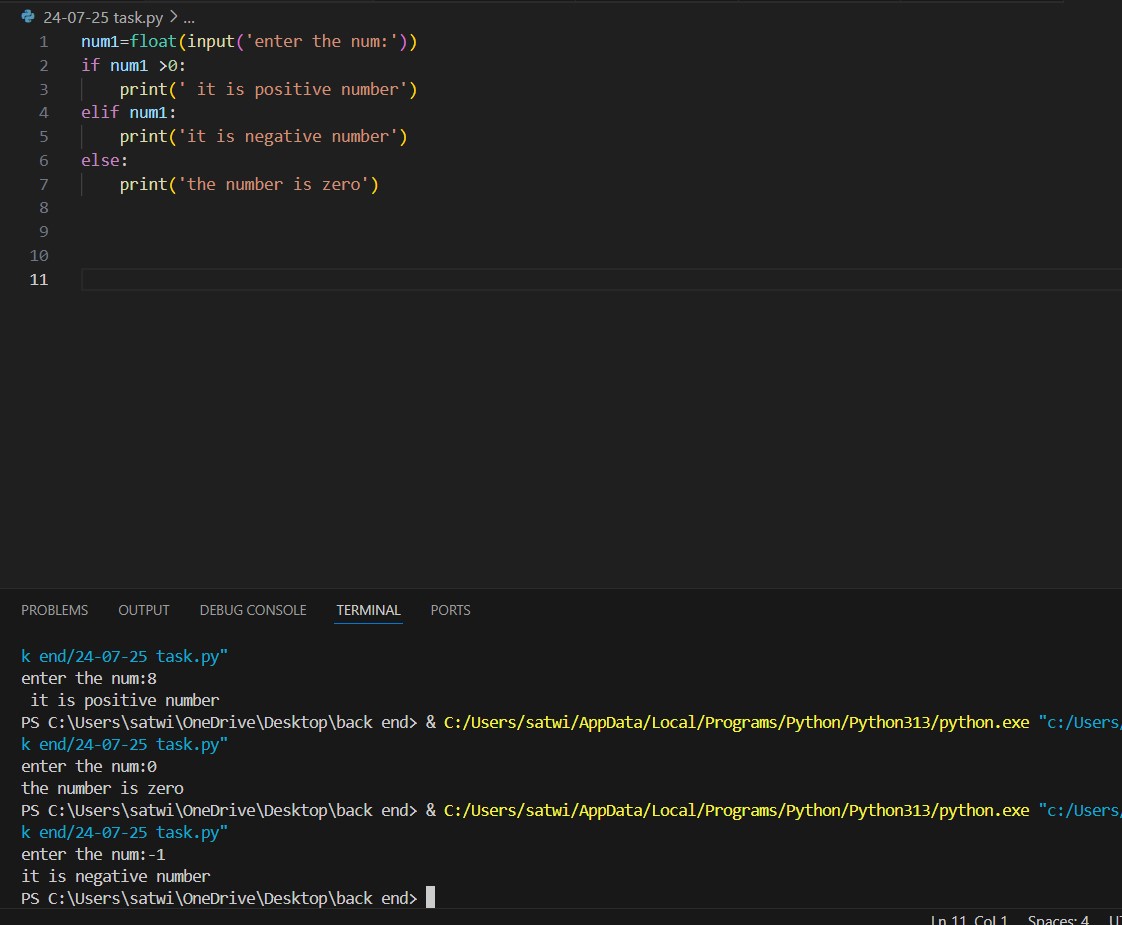 24-07-25 task.py > ...
1 num1=float(input('enter the num:'))
2 if num1 >0:
3     print(' it is positive number')
4 elif num1:
5     print('it is negative number')
6 else:
7     print('the number is zero')
8
9
10
11
PROBLEMS OUTPUT DEBUG CONSOLE TERMINAL PORTS
k end/24-07-25 task.py"
enter the num:8
 it is positive number
PS C:\Users\satwi\OneDrive\Desktop\back end> & C:/Users/satwi/AppData/Local/Programs/Python/Python313/python.exe "c:/Users/
k end/24-07-25 task.py"
enter the num:0
the number is zero
PS C:\Users\satwi\OneDrive\Desktop\back end> & C:/Users/satwi/AppData/Local/Programs/Python/Python313/python.exe "c:/Users/
k end/24-07-25 task.py"
enter the num:-1
it is negative number
PS C:\Users\satwi\OneDrive\Desktop\back end>
Ln 11, Col 1 Spaces: 4